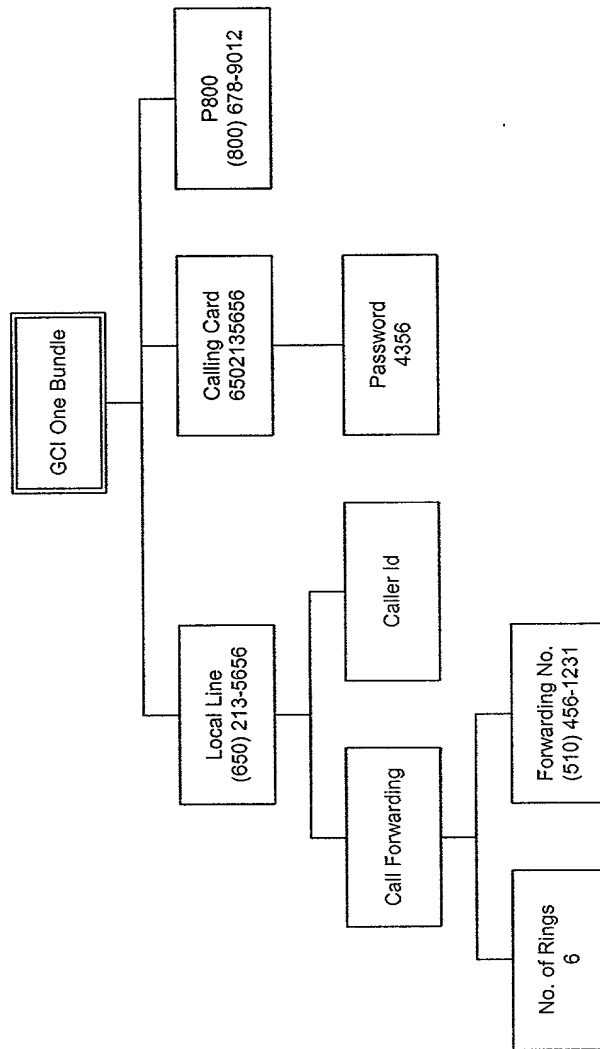 GCI One Bundle
Local Line
(650) 213-5656
Calling Card
6502135656
P800
(800) 678-9012
Call Forwarding
Caller Id
Password
4356
No. of Rings
6
Forwarding No.
(510) 456-1231